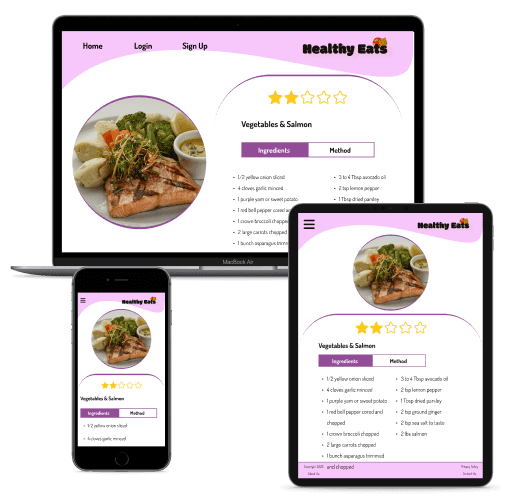 Home Login Sign Up
Healthy Eats
Vegetables & Salmon
Ingredients Method
1/2 yellow onion sliced
4 cloves garlic minced
1 purple yam or sweet potato
1 red bell pepper cored and
1 crown broccoli chopped
2 large carrots chopped
1 bunch asparagus trimmed
3 to 4 Tbsp avocado oil
2 tsp lemon pepper
1 Tbsp dried parsley
MacBook Air
Healthy Eats
Vegetables & Salmon
Ingredients Method
1/2 yellow onion sliced
4 cloves garlic minced
Healthy Eats
Vegetables & Salmon
Ingredients Method
1/2 yellow onion sliced
4 cloves garlic minced
1 purple yam or sweet potato
1 red bell pepper cored and
chopped
1 crown broccoli chopped
2 large carrots chopped
1 bunch asparagus trimmed
and chopped
3 to 4 Tbsp avocado oil
2 tsp lemon pepper
1 Tbsp dried parsley
2 tsp ground ginger
2 tsp sea salt to taste
2 lbs salmon
Privacy Policy
About Us
Contact Us